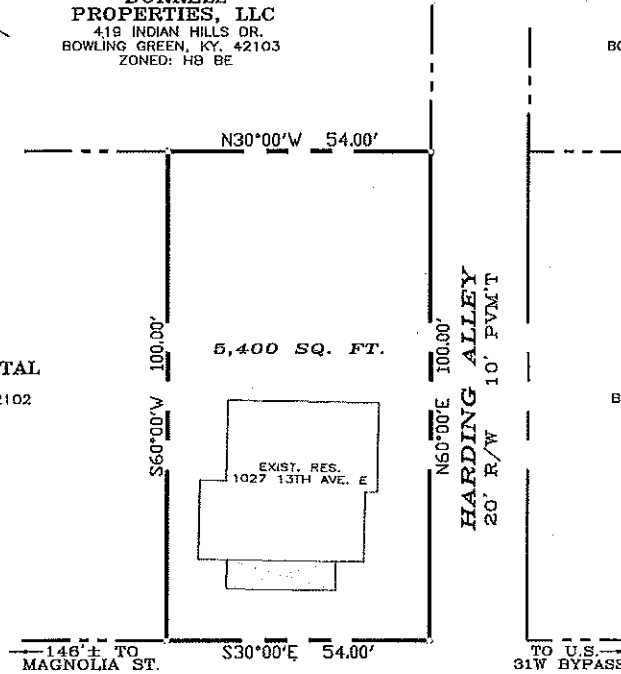 PROPERTIES, LLC
419 INDIAN HILLS DR.
BOWLING GREEN, KY. 42103
ZONED: HB BE
BO
N30°00'W 54.00'
S60°00'W 100.00'
5,400 SQ. FT.
N60°00'E 100.00'
HARDING ALLEY
20' R/W 10' PVM'T
TAL
2102
B
EXIST. RES.
1027 13TH AVE. E
S30°00'E 54.00'
146'± TO
MAGNOLIA ST.
TO U.S.
31W BYPASS